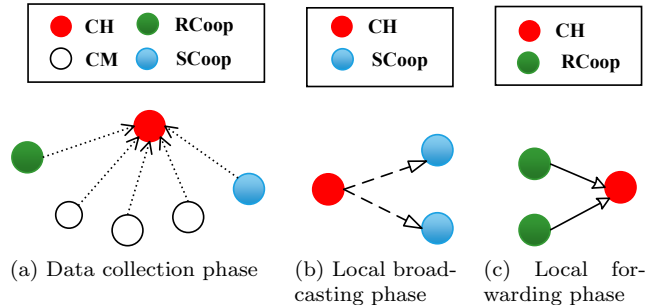 CH RCoop
CM SCoop
CH
SCoop
CH
RCoop
(a) Data collection phase
(b) Local broad-
casting phase
(c) Local for-
warding phase